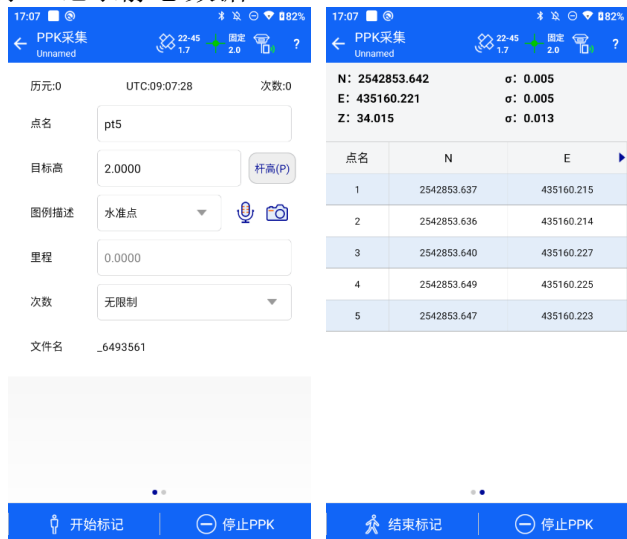 17:07
82%
PPK采集
Unnamed
22-45
1.7
固定
2.0
?
历元:0
UTC:09:07:28
次数:0
点名
pt5
目标高
2.0000
杆高(P)
图例描述
水准点
里程
0.0000
次数
无限制
文件名
_6493561
开始标记
停止PPK
17:07
82%
PPK采集
Unnamed
22-45
1.7
固定
2.0
?
N: 2542853.642 σ: 0.005
E: 435160.221 σ: 0.005
Z: 34.015 σ: 0.013
点名 N E
1 2542853.637 435160.215
2 2542853.636 435160.214
3 2542853.640 435160.227
4 2542853.649 435160.225
5 2542853.647 435160.223
结束标记
停止PPK